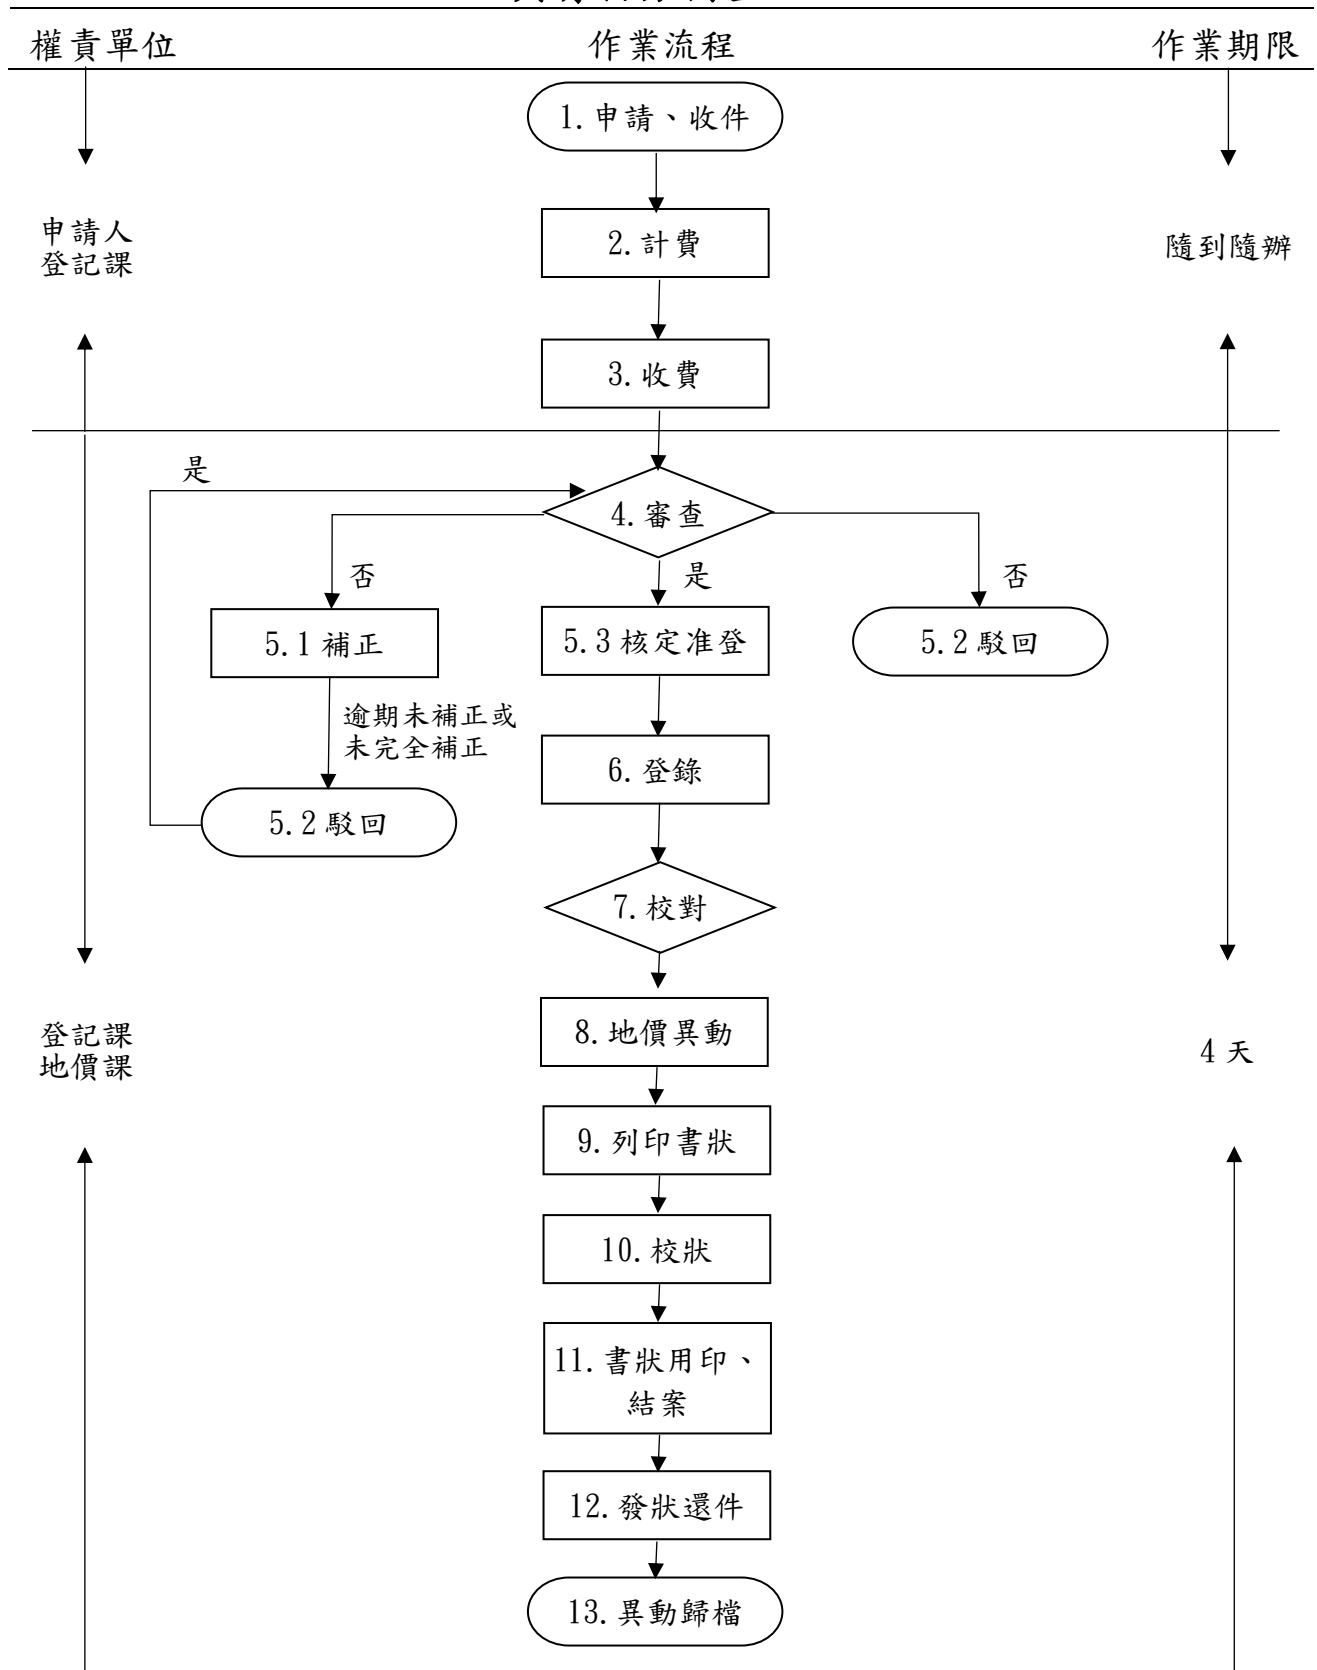 權責單位
作業流程
作業期限
1.申請、收件
申請人
登記課
2.計費
隨到隨辦
3.收費
是
4.審查
否
是
否
5.1補正
5.3核定准登
5.2駁回
逾期未補正或
未完全補正
6.登錄
5.2駁回
7.校對
登記課
地價課
8.地價異動
4天
9.列印書狀
10.校狀
11.書狀用印、
結案
12.發狀還件
13.異動歸檔